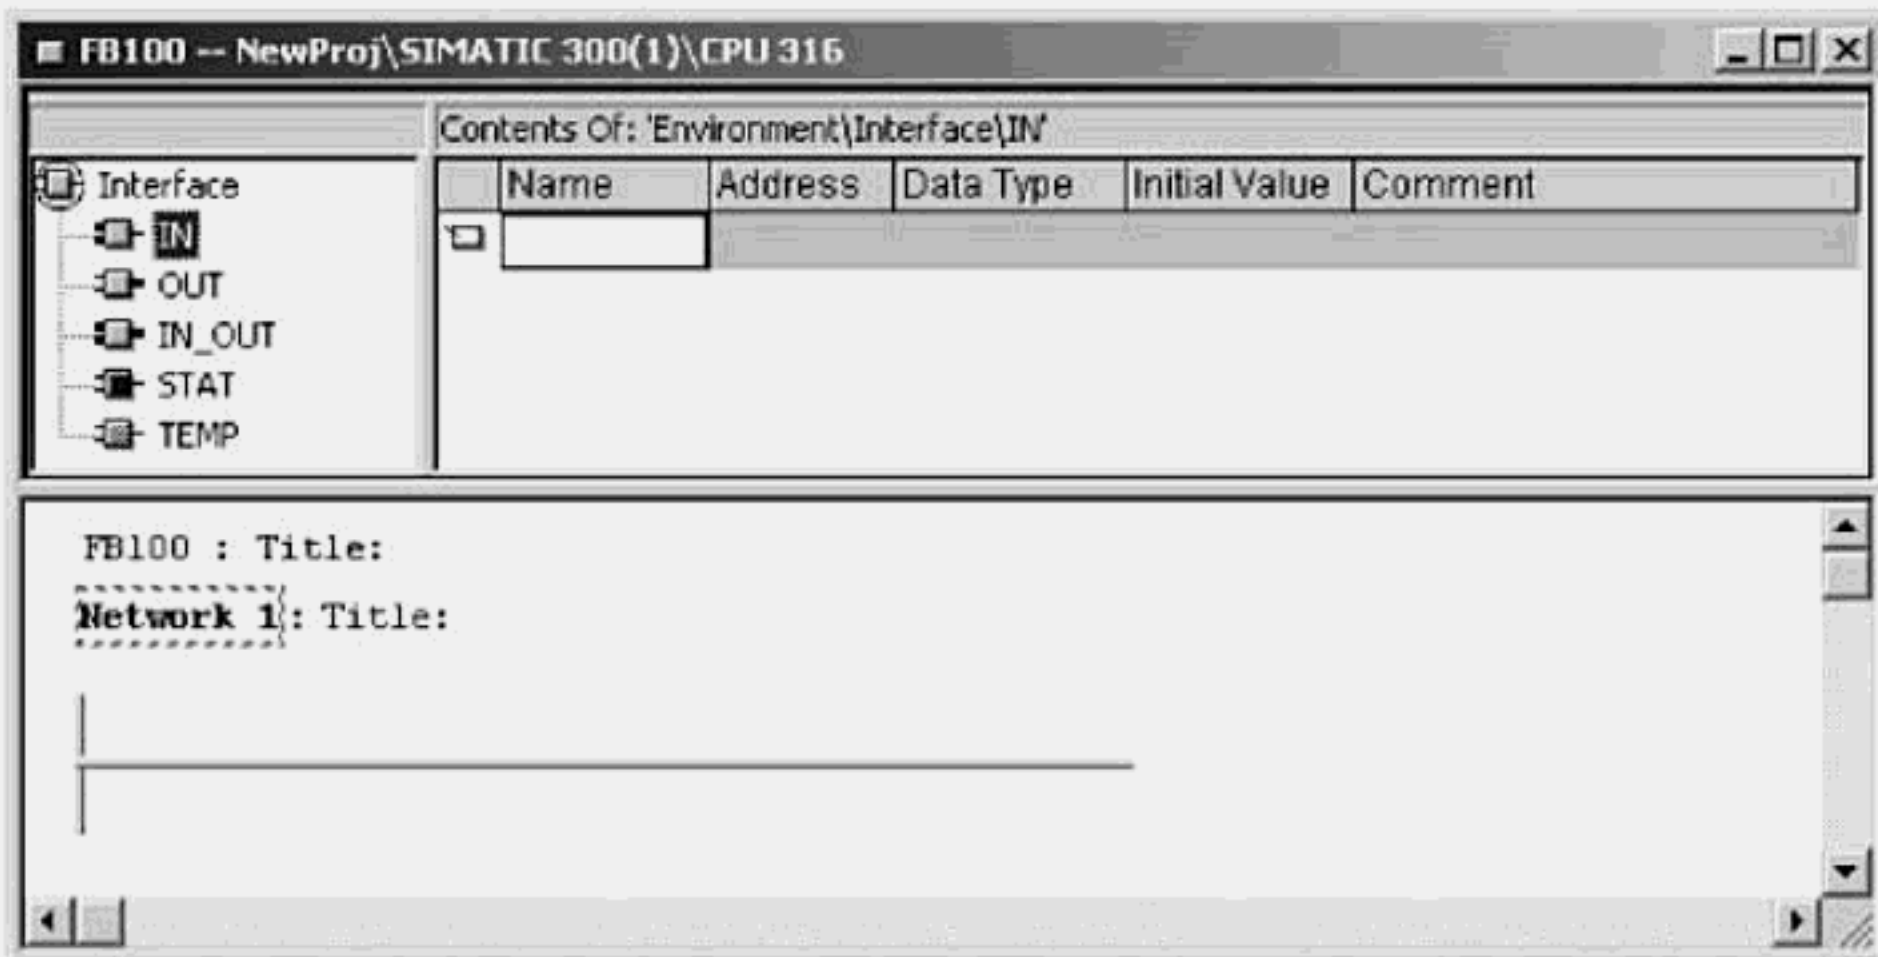 FB100 -- NewProj\SIMATIC 300(1)\CPU 316
Contents Of: 'Environment\Interface\IN'
Interface
IN
OUT
IN_OUT
STAT
TEMP
Name Address Data Type Initial Value Comment
FB100 : Title:
Network 1: Title: